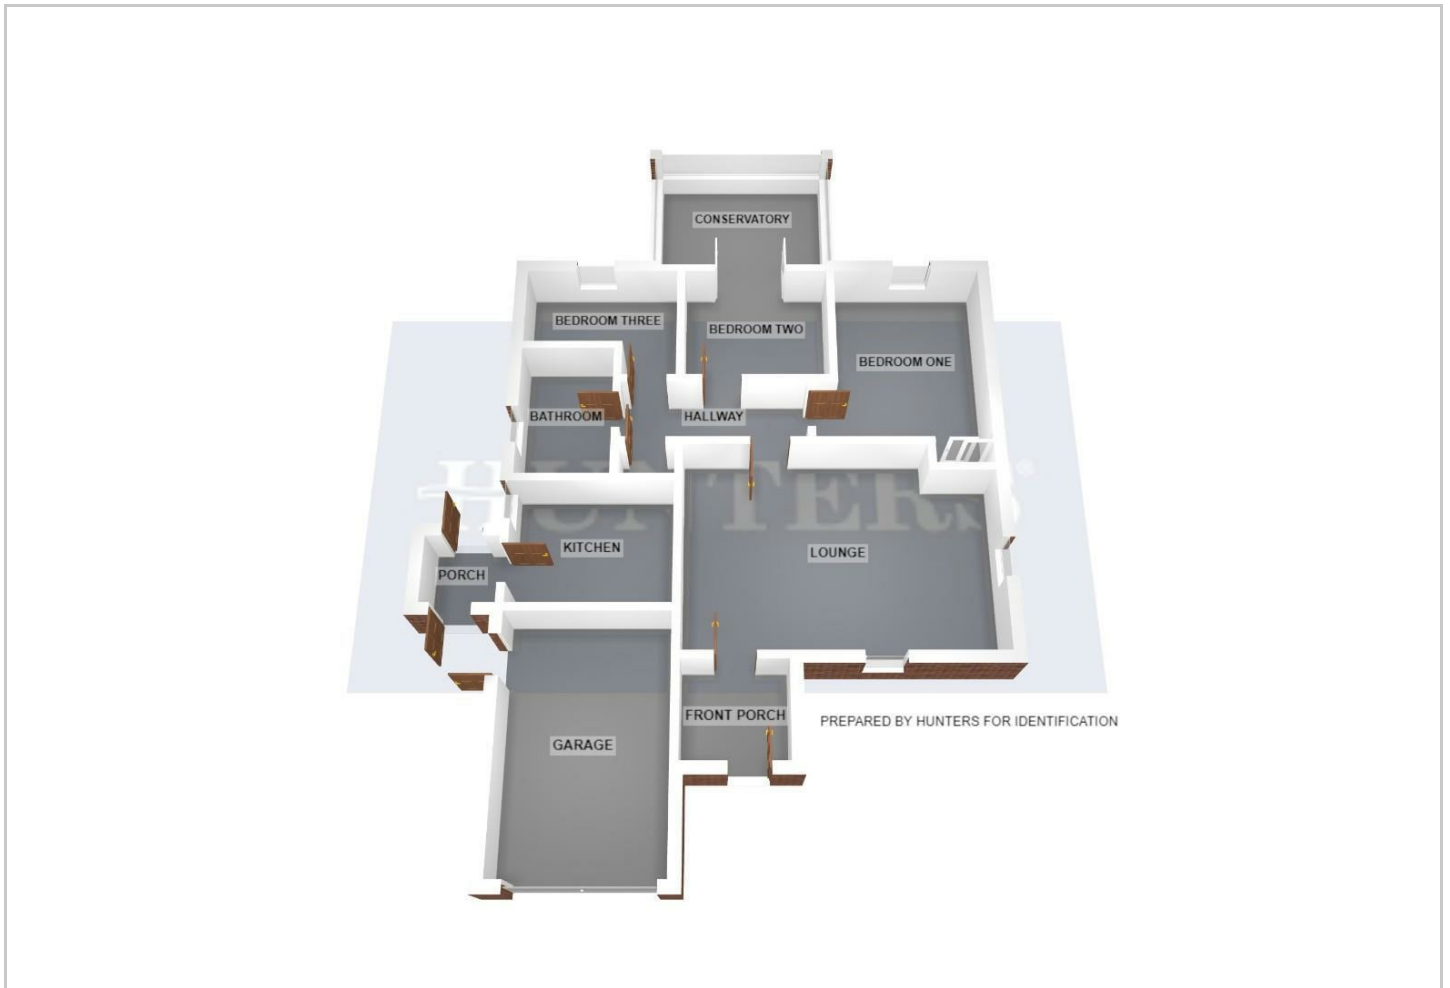 CONSERVATORY
BEDROOM THREE
BEDROOM TWO
BEDROOM ONE
BATHROOM
HALLWAY
HUNTERS®
KITCHEN
LOUNGE
PORCH
FRONT PORCH
PREPARED BY HUNTERS FOR IDENTIFICATION
GARAGE